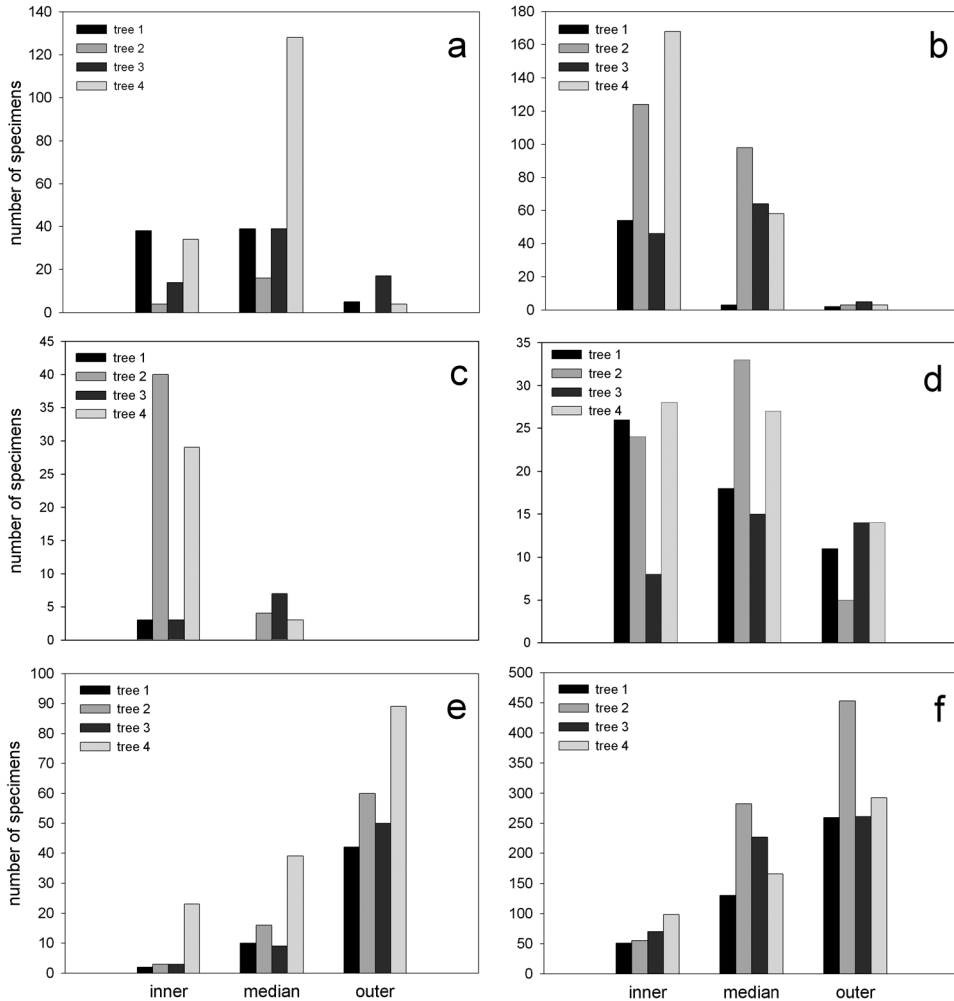 number of specimens
140
120
100
80
60
40
20
0
tree 1
tree 2
tree 3
tree 4
a
180
160
140
120
100
80
60
40
20
0
tree 1
tree 2
tree 3
tree 4
b
number of specimens
45
40
35
30
25
20
15
10
5
0
tree 1
tree 2
tree 3
tree 4
c
35
30
25
20
15
10
5
0
tree 1
tree 2
tree 3
tree 4
d
number of specimens
100
90
80
70
60
50
40
30
20
10
0
tree 1
tree 2
tree 3
tree 4
e
inner median outer
500
450
400
350
300
250
200
150
100
50
0
tree 1
tree 2
tree 3
tree 4
f
inner median outer